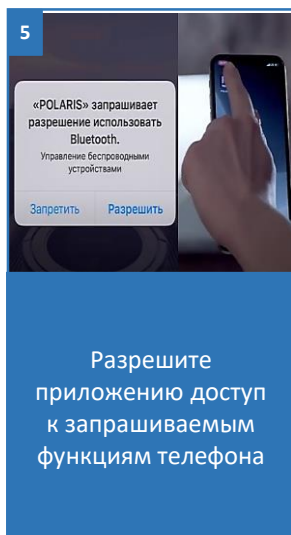 5
«POLARIS» запрашивает
разрешение использовать
Bluetooth.
Управление беспроводными
устройствами
Запретить Разрешить
Разрешите
приложению доступ
к запрашиваемым
функциям телефона